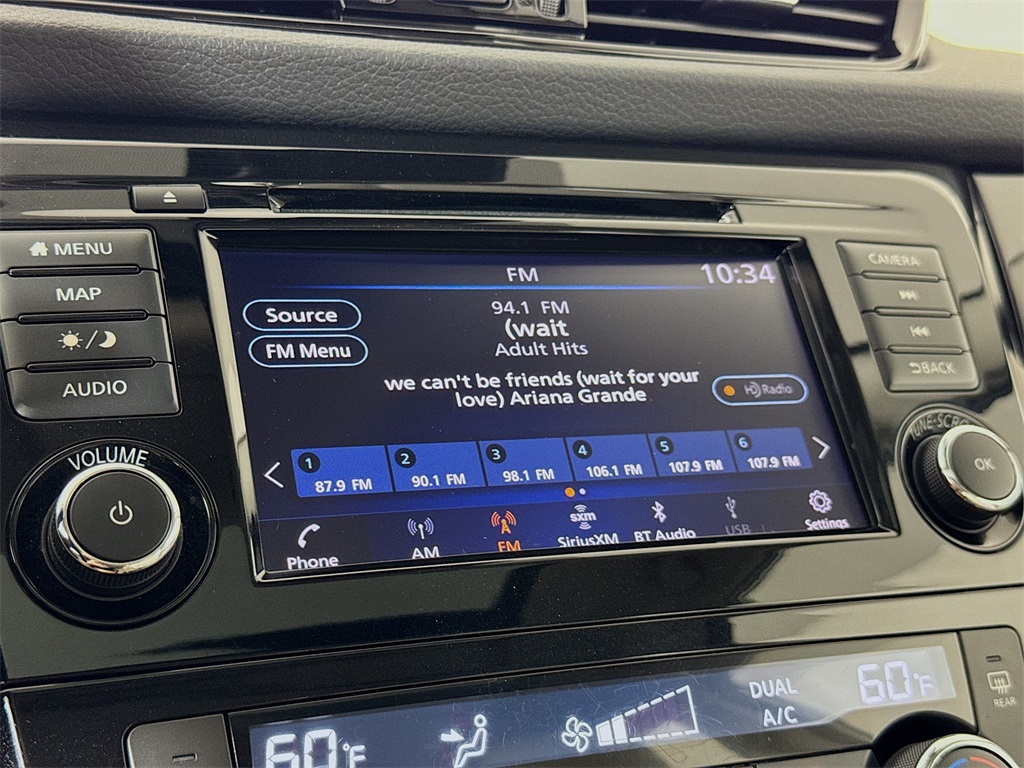 MENU
MAP
AUDIO
VOLUME
FM
10:34
Source
FM Menu
94.1 FM
(wait
Adult Hits
we can't be friends (wait for your
love) Ariana Grande
HD Radio
1
87.9 FM
2
90.1 FM
3
98.1 FM
4
106.1 FM
5
107.9 FM
6
107.9 FM
Phone
AM
FM
sxm
SiriusXM
BT Audio
USB
Settings
CAMERA
BACK
TUNE·SCRO
OK
60°F
DUAL
A/C
60°F
REAR